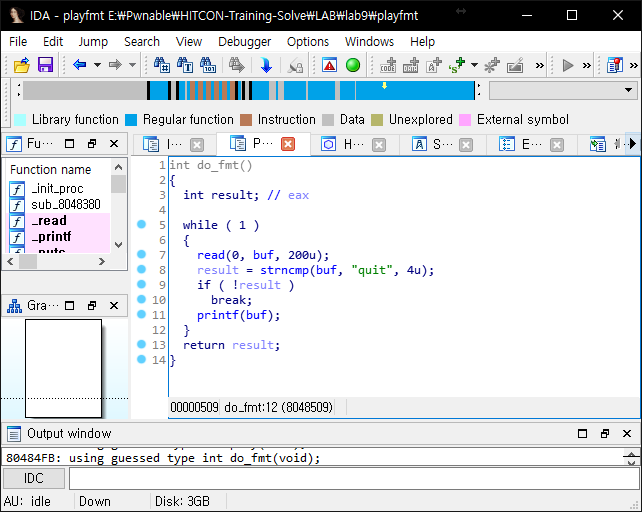 IDA - playfmt E:₩Pwnable₩HITCON-Training-Solve₩LAB₩lab9₩playfmt
File Edit Jump Search View Debugger Options Windows Help
Library function Regular function Instruction Data Unexplored External symbol
Fu··· I··· P··· H··· S··· E···
Function name
_init_proc
sub_8048380
_read
_printf
Gra···
1 int do_fmt()
2 {
3 int result; // eax
4
5 while ( 1 )
6 {
7 read(0, buf, 200u);
8 result = strncmp(buf, "quit", 4u);
9 if ( !result )
10 break;
11 printf(buf);
12 }
13 return result;
14 }
00000509 do_fmt:12 (8048509)
Output window
80484FB: using guessed type int do_fmt(void);
IDC
AU: idle Down Disk: 3GB